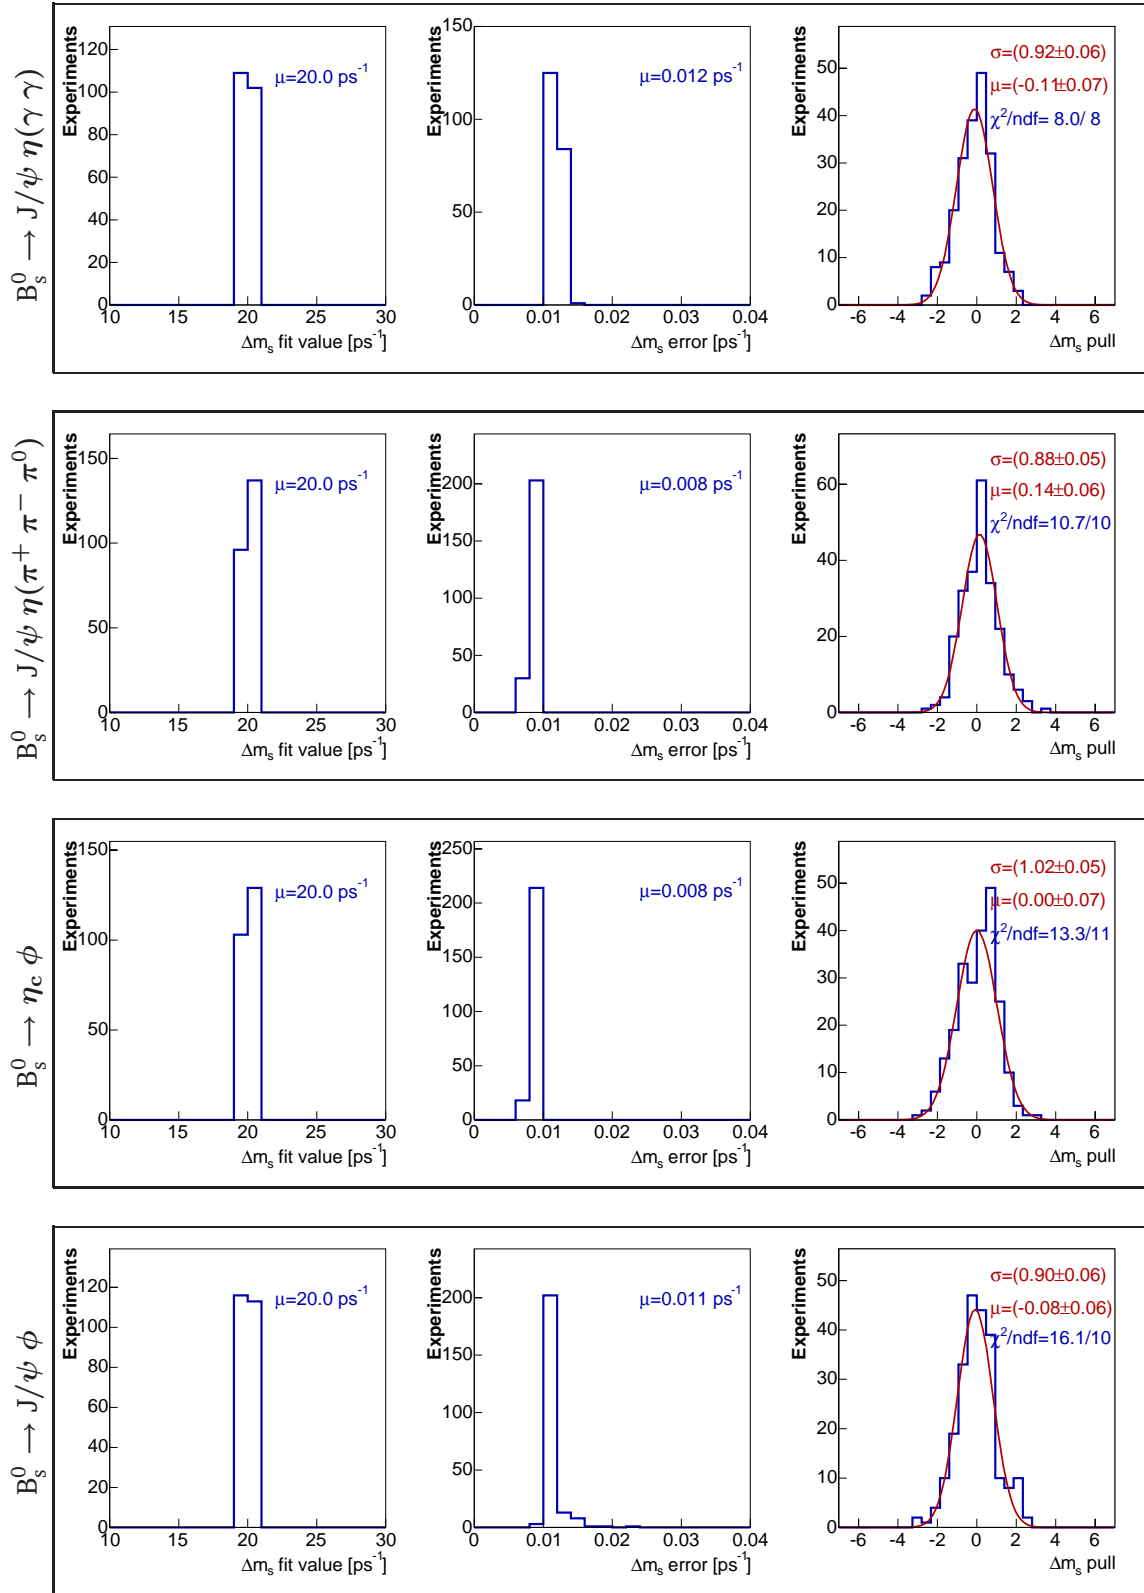 B⁰ₛ ⟶ J/ψ η(γ γ)
Experiments
120
100
80
60
40
20
0
10 15 20 25 30
μ=20.0 ps⁻¹
Δmₛ fit value [ps⁻¹]
Experiments
150
100
50
0
0 0.01 0.02 0.03 0.04
μ=0.012 ps⁻¹
Δmₛ error [ps⁻¹]
Experiments
50
40
30
20
10
0
-6 -4 -2 0 2 4 6
σ=(0.92±0.06)
μ=(-0.11±0.07)
χ²/ndf= 8.0/ 8
Δmₛ pull
B⁰ₛ ⟶ J/ψ η(π⁺ π⁻ π⁰)
Experiments
150
100
50
0
10 15 20 25 30
μ=20.0 ps⁻¹
Δmₛ fit value [ps⁻¹]
Experiments
200
150
100
50
0
0 0.01 0.02 0.03 0.04
μ=0.008 ps⁻¹
Δmₛ error [ps⁻¹]
Experiments
60
40
20
0
-6 -4 -2 0 2 4 6
σ=(0.88±0.05)
μ=(0.14±0.06)
χ²/ndf=10.7/10
Δmₛ pull
B⁰ₛ ⟶ η_c ϕ
Experiments
150
100
50
0
10 15 20 25 30
μ=20.0 ps⁻¹
Δmₛ fit value [ps⁻¹]
Experiments
250
200
150
100
50
0
0 0.01 0.02 0.03 0.04
μ=0.008 ps⁻¹
Δmₛ error [ps⁻¹]
Experiments
50
40
30
20
10
0
-6 -4 -2 0 2 4 6
σ=(1.02±0.05)
μ=(0.00±0.07)
χ²/ndf=13.3/11
Δmₛ pull
B⁰ₛ ⟶ J/ψ ϕ
Experiments
120
100
80
60
40
20
0
10 15 20 25 30
μ=20.0 ps⁻¹
Δmₛ fit value [ps⁻¹]
Experiments
200
150
100
50
0
0 0.01 0.02 0.03 0.04
μ=0.011 ps⁻¹
Δmₛ error [ps⁻¹]
Experiments
50
40
30
20
10
0
-6 -4 -2 0 2 4 6
σ=(0.90±0.06)
μ=(-0.08±0.06)
χ²/ndf=16.1/10
Δmₛ pull